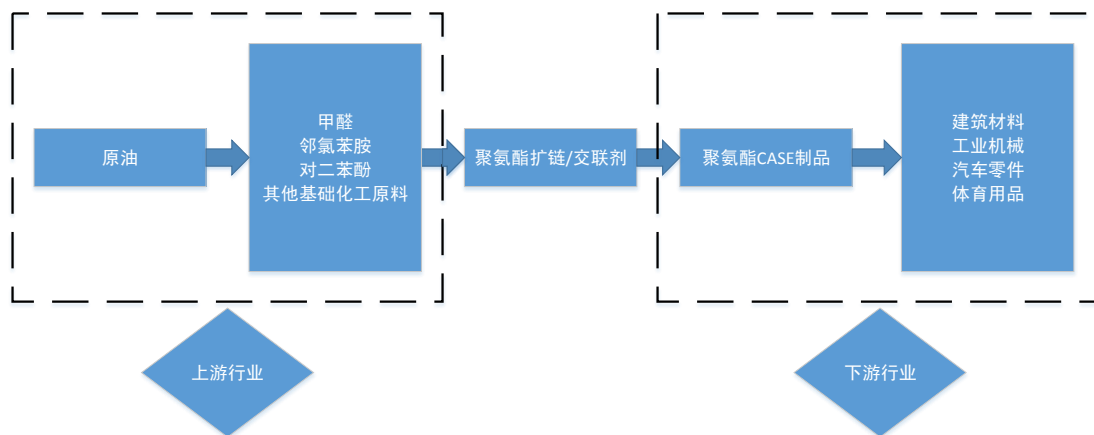 原油
甲醛
邻氯苯胺
对二苯酚
其他基础化工原料
聚氨酯扩链/交联剂
聚氨酯CASE制品
建筑材料
工业机械
汽车零件
体育用品
上游行业
下游行业